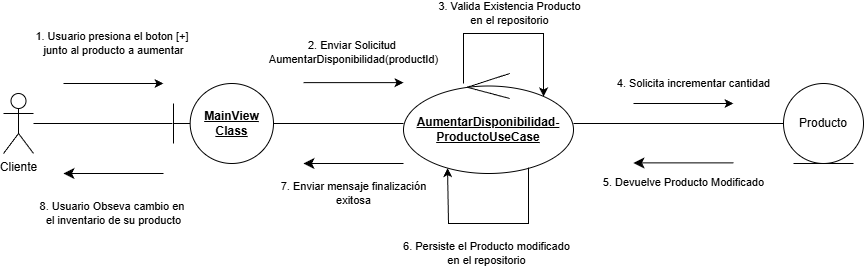 1. Usuario presiona el boton [+]
junto al producto a aumentar
2. Enviar Solicitud
AumentarDisponibilidad(productId)
3. Valida Existencia Producto
en el repositorio
4. Solicita incrementar cantidad
Cliente
MainView
Class
AumentarDisponibilidad-
ProductoUseCase
Producto
5. Devuelve Producto Modificado
6. Persiste el Producto modificado
en el repositorio
7. Enviar mensaje finalización
exitosa
8. Usuario Obseva cambio en
el inventario de su producto